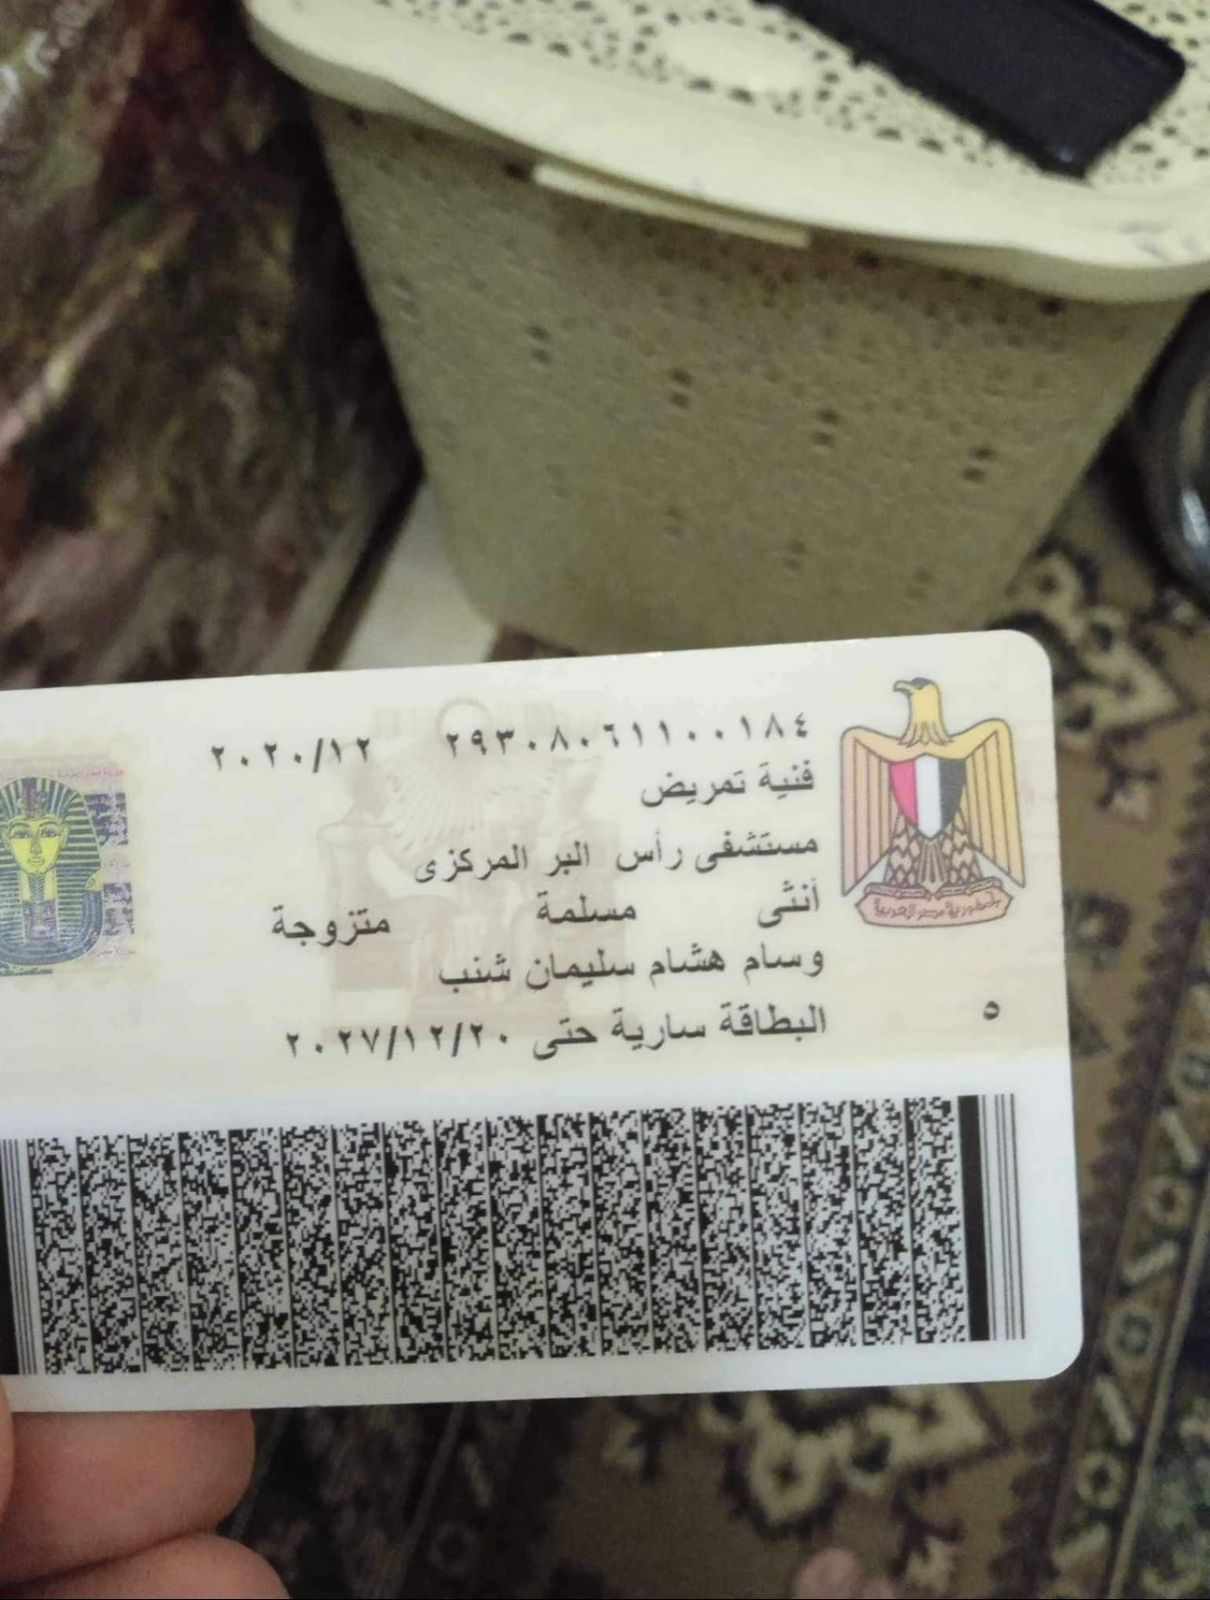 ٢٩٣٠٨٠٦١١٠٠١٨٤ ٢٠٢٠/١٢
فنية تمريض
مستشفى رأس البر المركزى
أنثى مسلمة متزوجة
وسام هشام سليمان شنب
البطاقة سارية حتى ٢٠٢٧/١٢/٢٠
٥
جمهورية مصر العربية